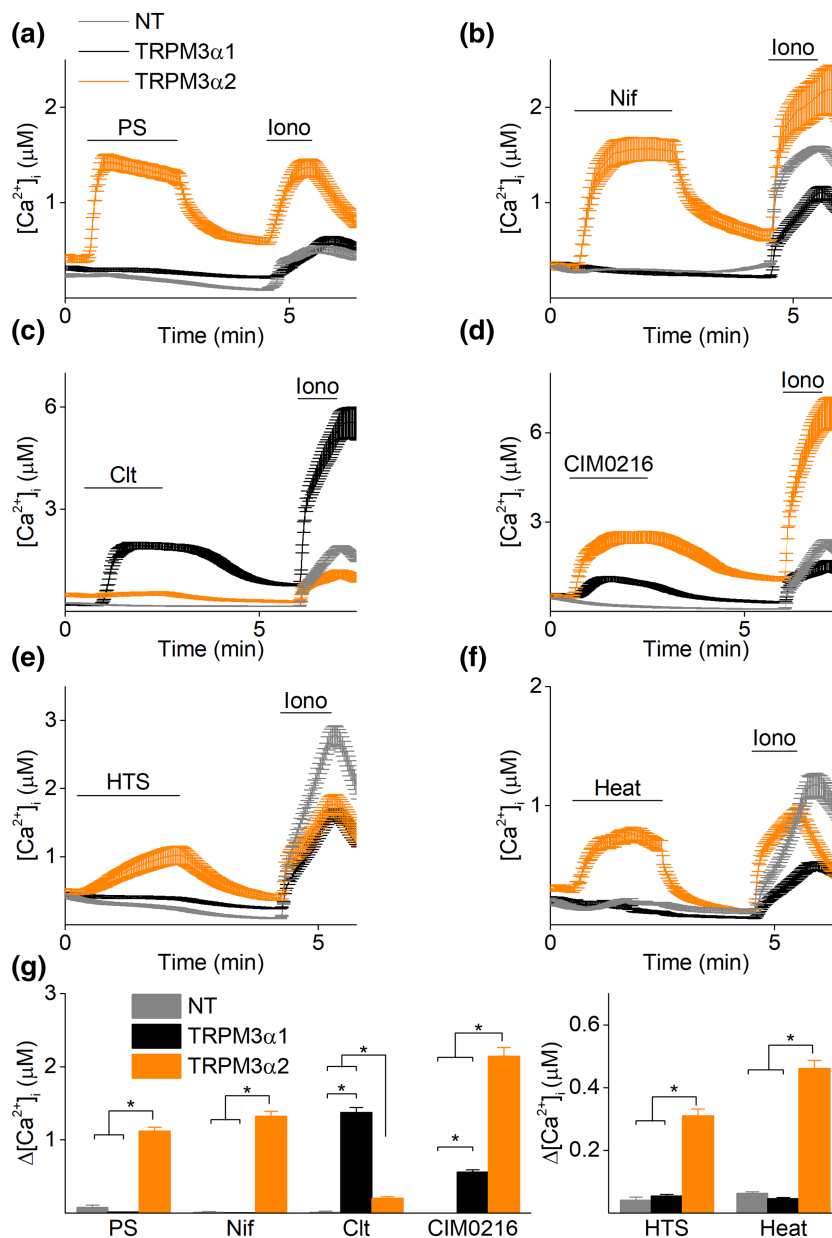 (a)
NT
TRPM3α1
TRPM3α2
[Ca²⁺]ᵢ (μM)
2
1
PS
Iono
0
5
Time (min)
(b)
[Ca²⁺]ᵢ (μM)
2
1
Nif
Iono
0
5
Time (min)
(c)
[Ca²⁺]ᵢ (μM)
6
3
Clt
Iono
0
5
Time (min)
(d)
[Ca²⁺]ᵢ (μM)
6
3
CIM0216
Iono
0
5
Time (min)
(e)
[Ca²⁺]ᵢ (μM)
3
2
1
HTS
Iono
0
5
Time (min)
(f)
[Ca²⁺]ᵢ (μM)
2
1
Heat
Iono
0
5
Time (min)
(g)
Δ[Ca²⁺]ᵢ (μM)
3
2
1
NT
TRPM3α1
TRPM3α2
*
*
*
*
*
*
PS
Nif
Clt
CIM0216
Δ[Ca²⁺]ᵢ (μM)
0.6
0.4
0.2
*
*
HTS
Heat